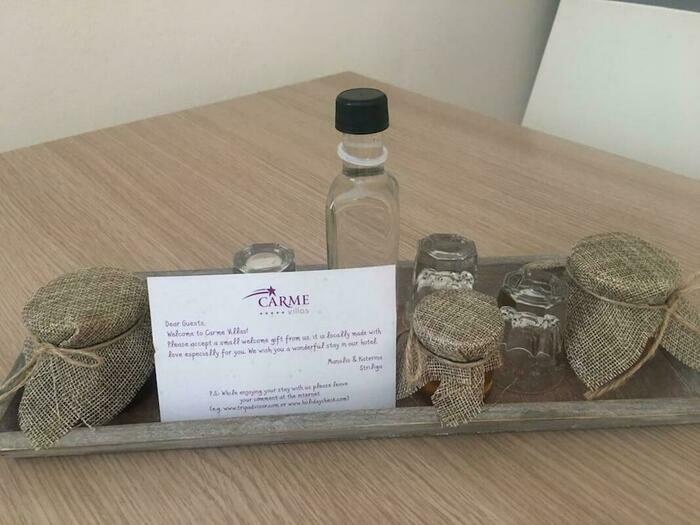 CARME
villas
Dear Guests,
Welcome to Carme Villas!
Please accept a small welcome gift from us, it is locally made with
love especially for you. We wish you a wonderful stay in our hotel.
Manolis & Katerina
Striligu
P.S: While enjoying your stay with us please leave
your comment at the internet
(e.g. www.tripadvisor.com or www.holidaycheck.com)